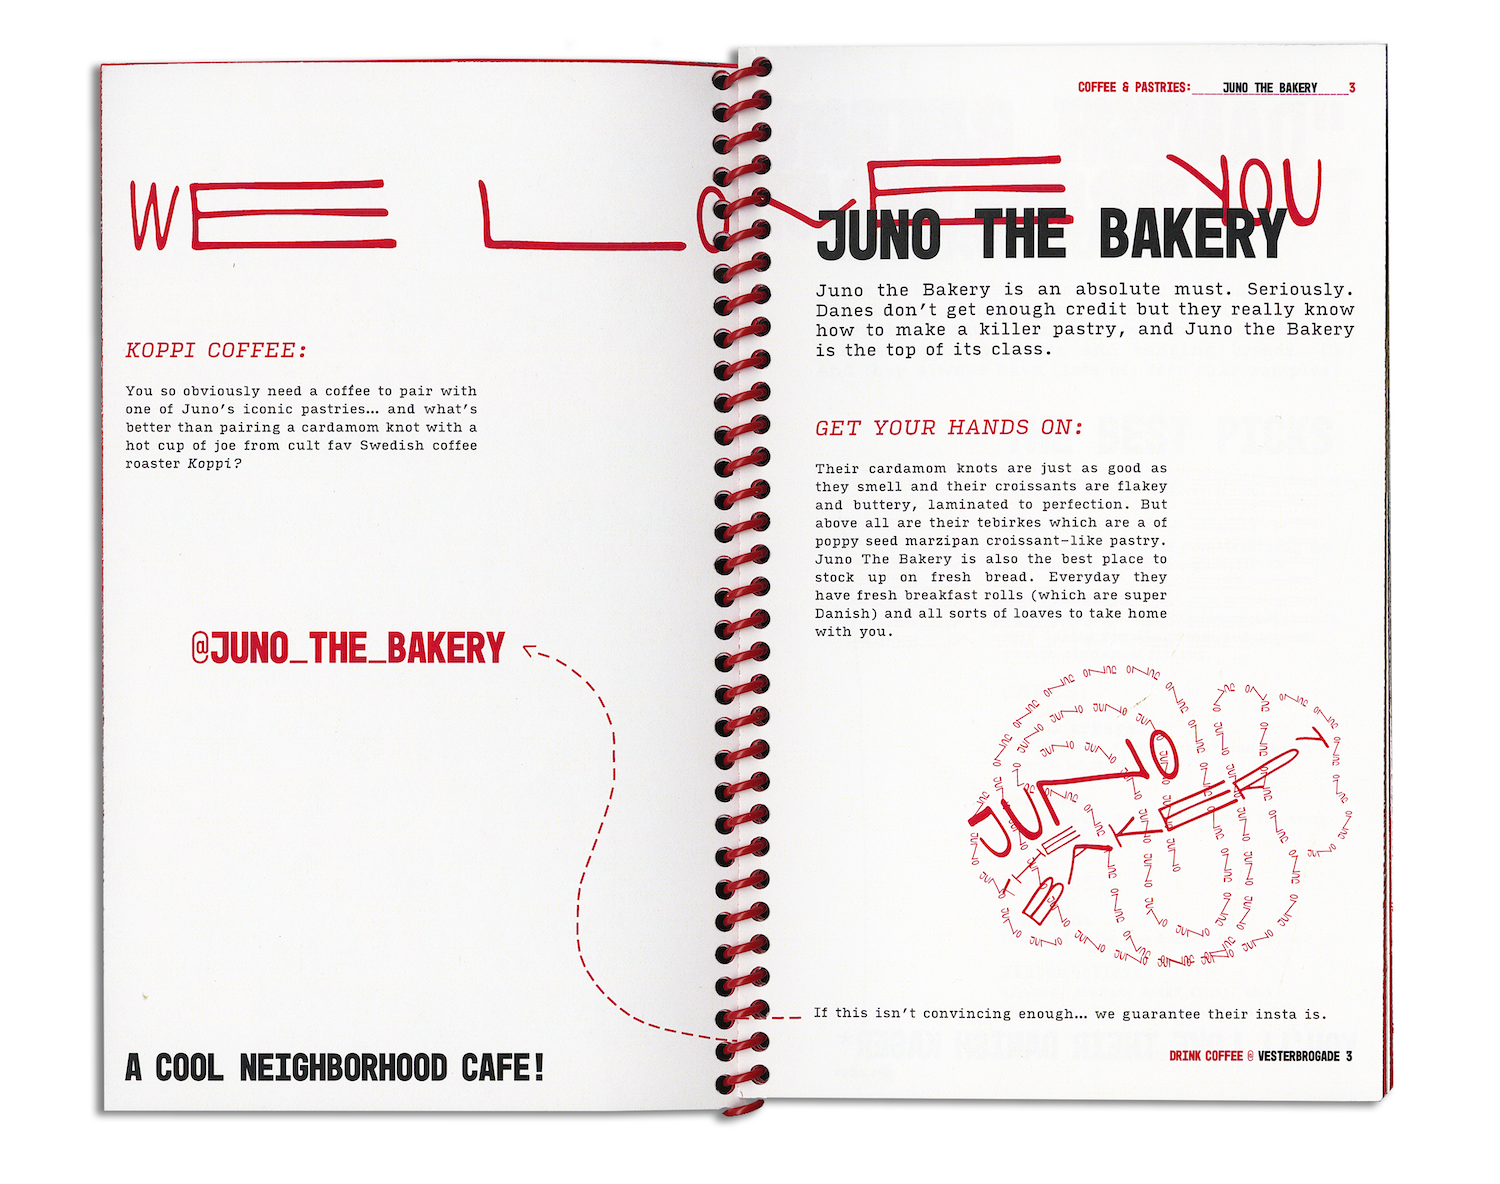 WE LOVE YOU
KOPPI COFFEE:
You so obviously need a coffee to pair with
one of Juno's iconic pastries… and what's
better than pairing a cardamom knot with a
hot cup of joe from cult fav Swedish coffee
roaster Koppi?
@JUNO_THE_BAKERY
A COOL NEIGHBORHOOD CAFE!
COFFEE & PASTRIES: JUNO THE BAKERY 3
JUNO THE BAKERY
Juno the Bakery is an absolute must. Seriously.
Danes don't get enough credit but they really know
how to make a killer pastry, and Juno the Bakery
is the top of its class.
GET YOUR HANDS ON:
Their cardamom knots are just as good as
they smell and their croissants are flakey
and buttery, laminated to perfection. But
above all are their tebirkes which are a of
poppy seed marzipan croissant-like pastry.
Juno The Bakery is also the best place to
stock up on fresh bread. Everyday they
have fresh breakfast rolls (which are super
Danish) and all sorts of loaves to take home
with you.
JUNO
THE
BAKERY
If this isn't convincing enough… we guarantee their insta is.
DRINK COFFEE @ VESTERBROGADE 3